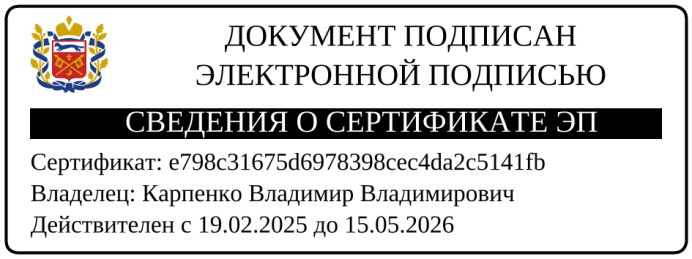 ДОКУМЕНТ ПОДПИСАН
ЭЛЕКТРОННОЙ ПОДПИСЬЮ
СВЕДЕНИЯ О СЕРТИФИКАТЕ ЭП
Сертификат: e798c31675d6978398cec4da2c5141fb
Владелец: Карпенко Владимир Владимирович
Действителен с 19.02.2025 до 15.05.2026